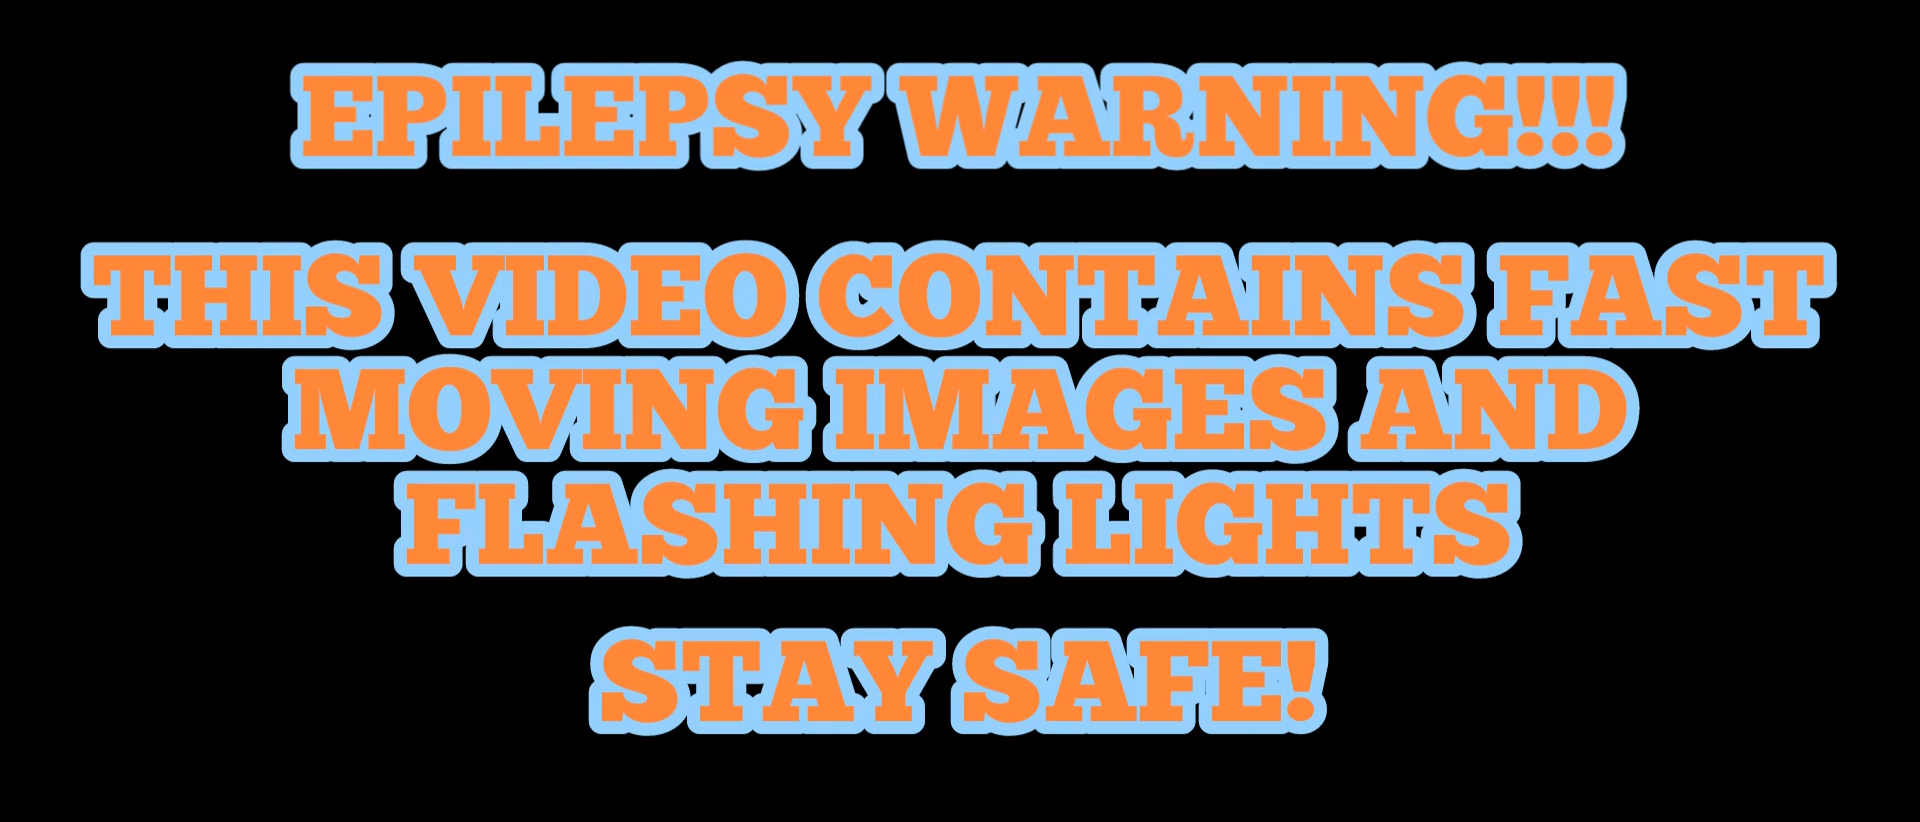 EPILEPSY WARNING!!!
THIS VIDEO CONTAINS FAST
MOVING IMAGES AND
FLASHING LIGHTS
STAY SAFE!